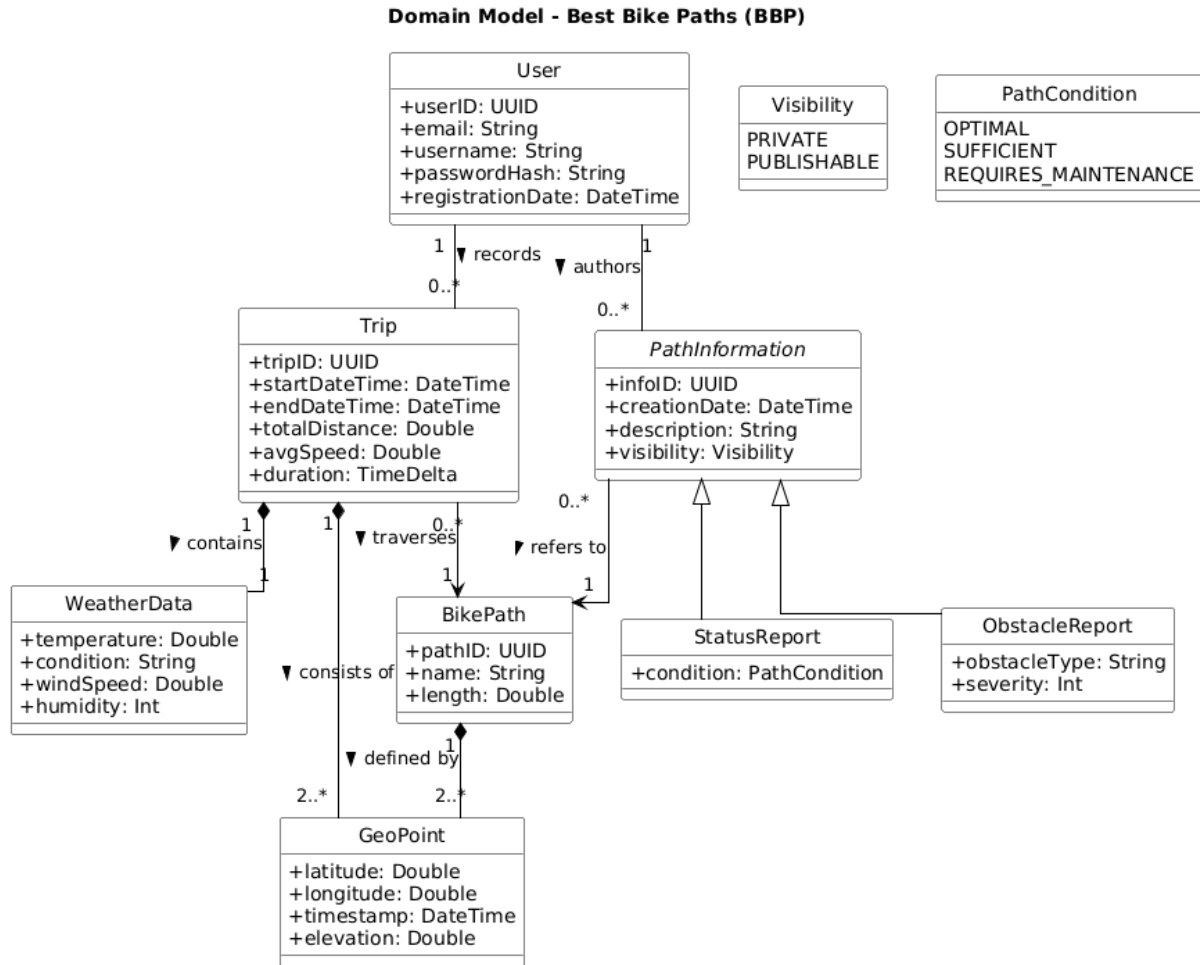 Domain Model - Best Bike Paths (BBP)
User
+userID: UUID
+email: String
+username: String
+passwordHash: String
+registrationDate: DateTime
Visibility
PRIVATE
PUBLISHABLE
PathCondition
OPTIMAL
SUFFICIENT
REQUIRES_MAINTENANCE
1
records
0..*
1
authors
0..*
Trip
+tripID: UUID
+startDateTime: DateTime
+endDateTime: DateTime
+totalDistance: Double
+avgSpeed: Double
+duration: TimeDelta
PathInformation
+infoID: UUID
+creationDate: DateTime
+description: String
+visibility: Visibility
1
contains
1
1
consists of
2..*
0..*
traverses
1
0..*
refers to
1
WeatherData
+temperature: Double
+condition: String
+windSpeed: Double
+humidity: Int
BikePath
+pathID: UUID
+name: String
+length: Double
StatusReport
+condition: PathCondition
ObstacleReport
+obstacleType: String
+severity: Int
1
defined by
2..*
GeoPoint
+latitude: Double
+longitude: Double
+timestamp: DateTime
+elevation: Double